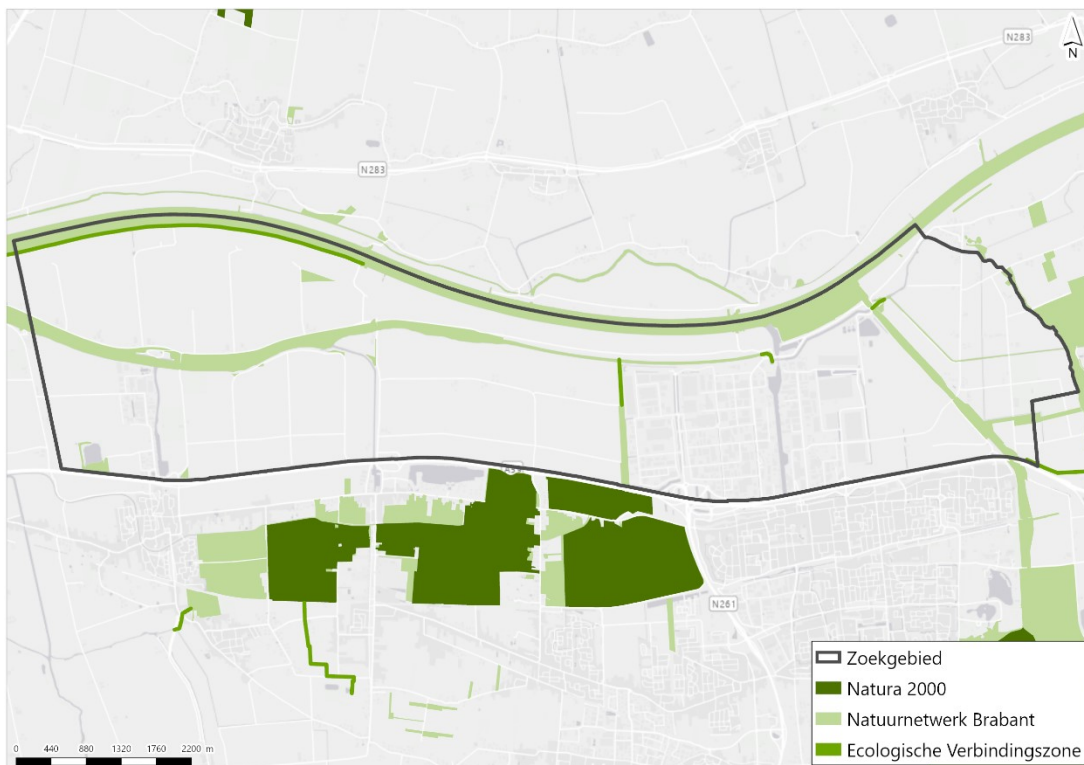 N283
N
N283
N261
Zoekgebied
Natura 2000
Natuurnetwerk Brabant
Ecologische Verbindingszone
0 440 880 1320 1760 2200 m